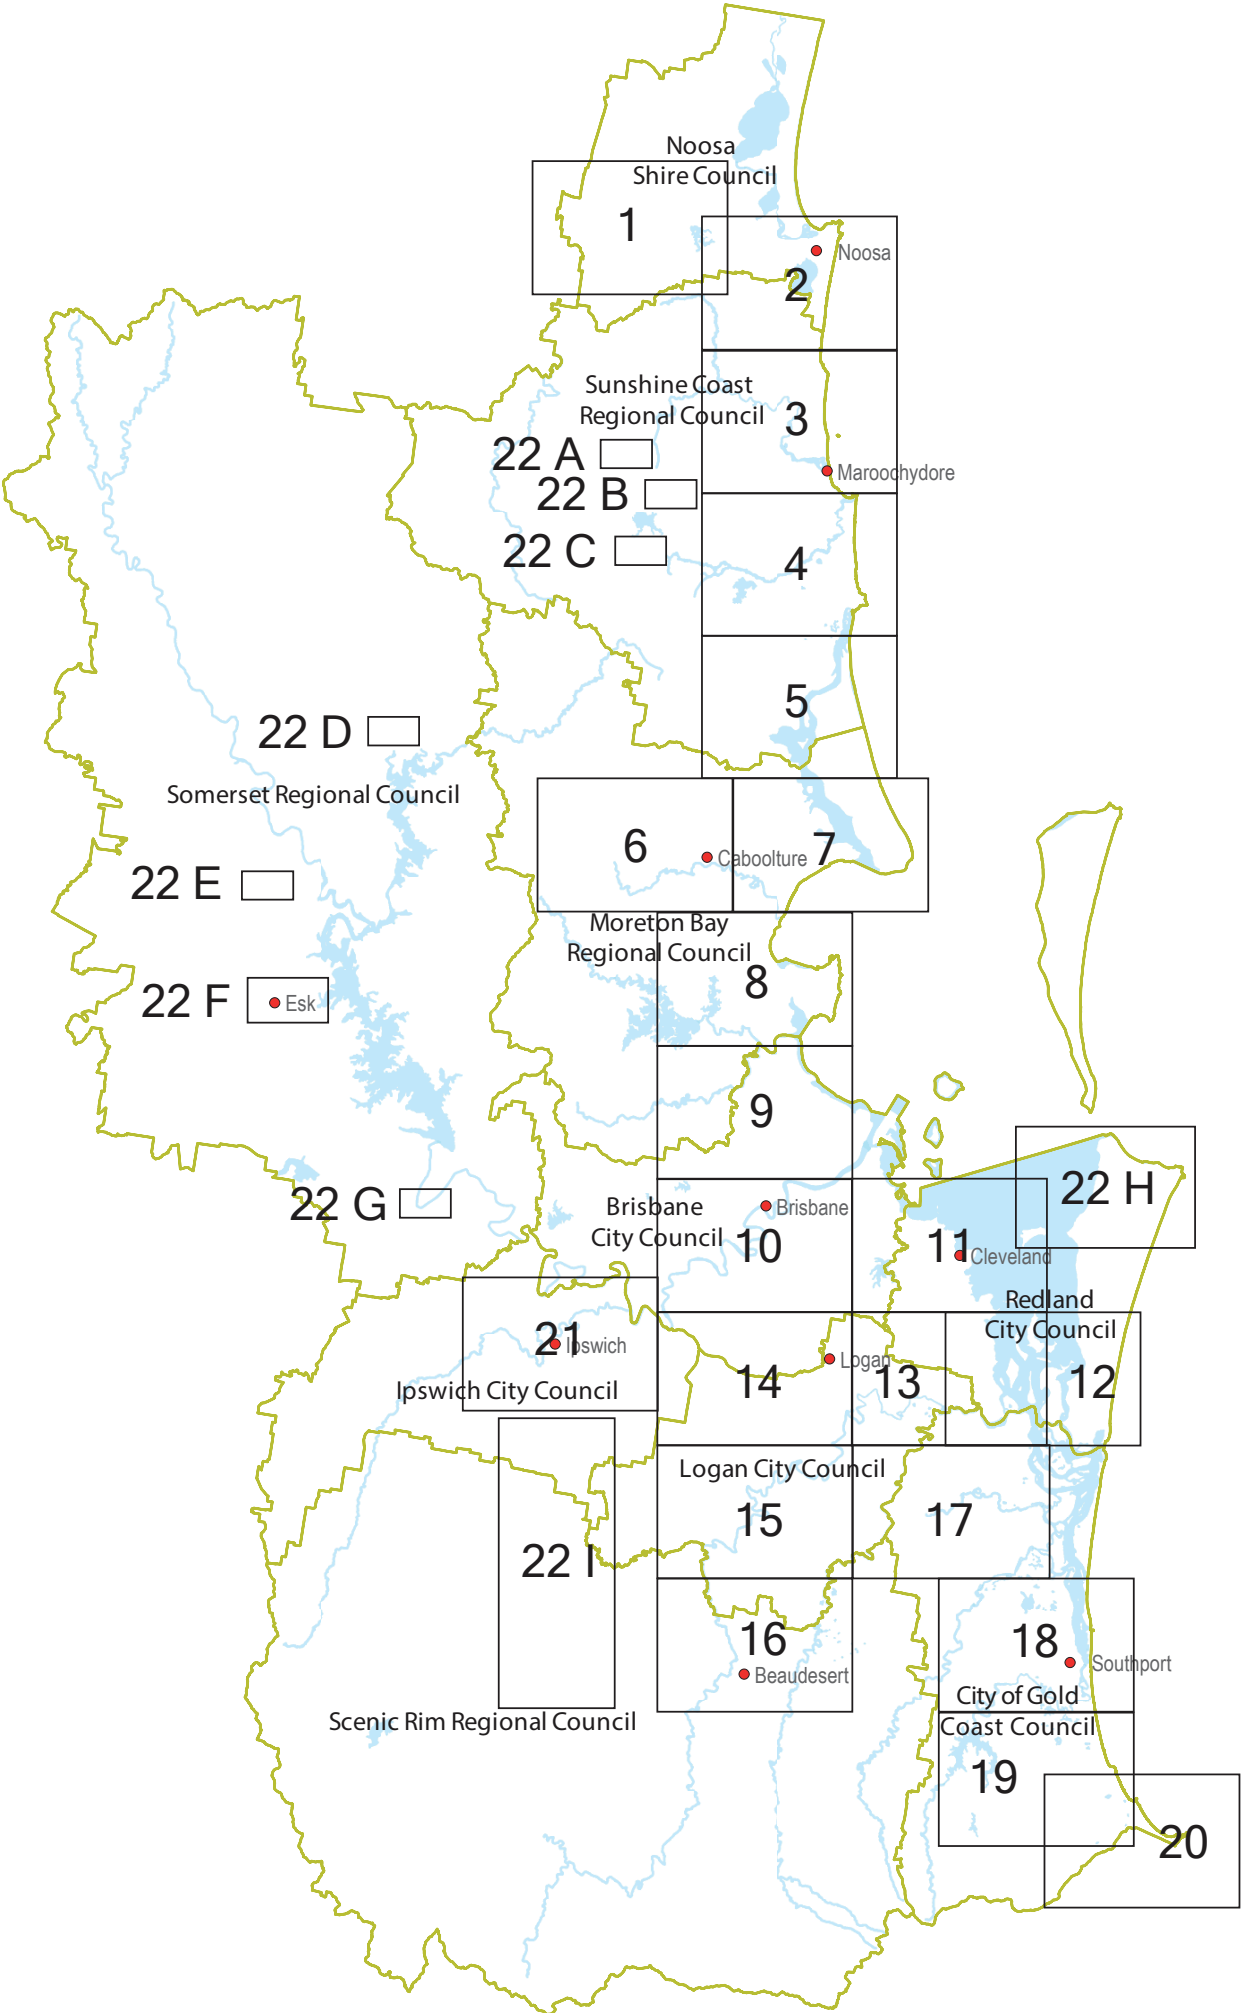 Noosa
Shire Council
1
Noosa
2
Sunshine Coast
Regional Council
3
22 A
Maroochydore
22 B
22 C
4
5
22 D
Somerset Regional Council
6
Caboolture
7
22 E
Moreton Bay
Regional Council
8
22 F
Esk
9
22 H
22 G
Brisbane
City Council
Brisbane
10
11
Cleveland
Redland
City Council
21
Ipswich
Logan
Ipswich City Council
14
13
12
Logan City Council
15
17
22 I
16
Beaudesert
18
Southport
City of Gold
Coast Council
Scenic Rim Regional Council
19
20